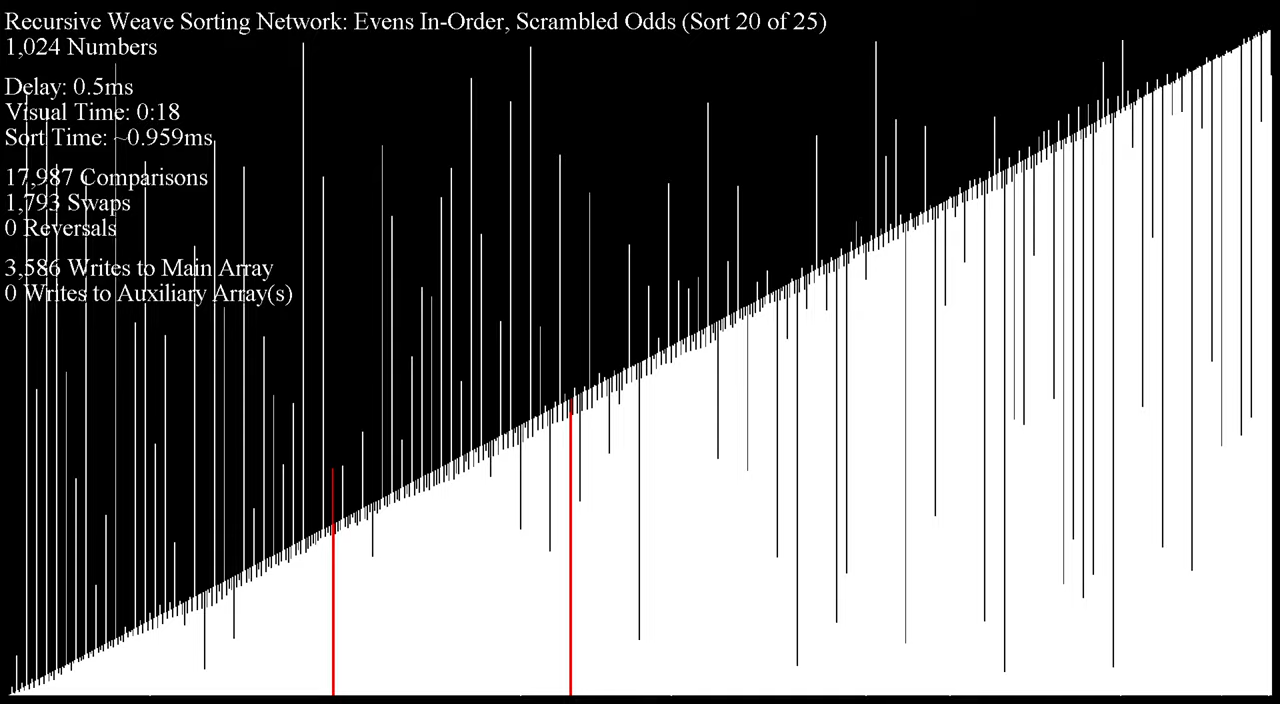 Recursive Weave Sorting Network: Evens In-Order, Scrambled Odds (Sort 20 of 25)
1,024 Numbers
Delay: 0.5ms
Visual Time: 0:18
Sort Time: ~0.959ms
17,987 Comparisons
1,793 Swaps
0 Reversals
3,586 Writes to Main Array
0 Writes to Auxiliary Array(s)